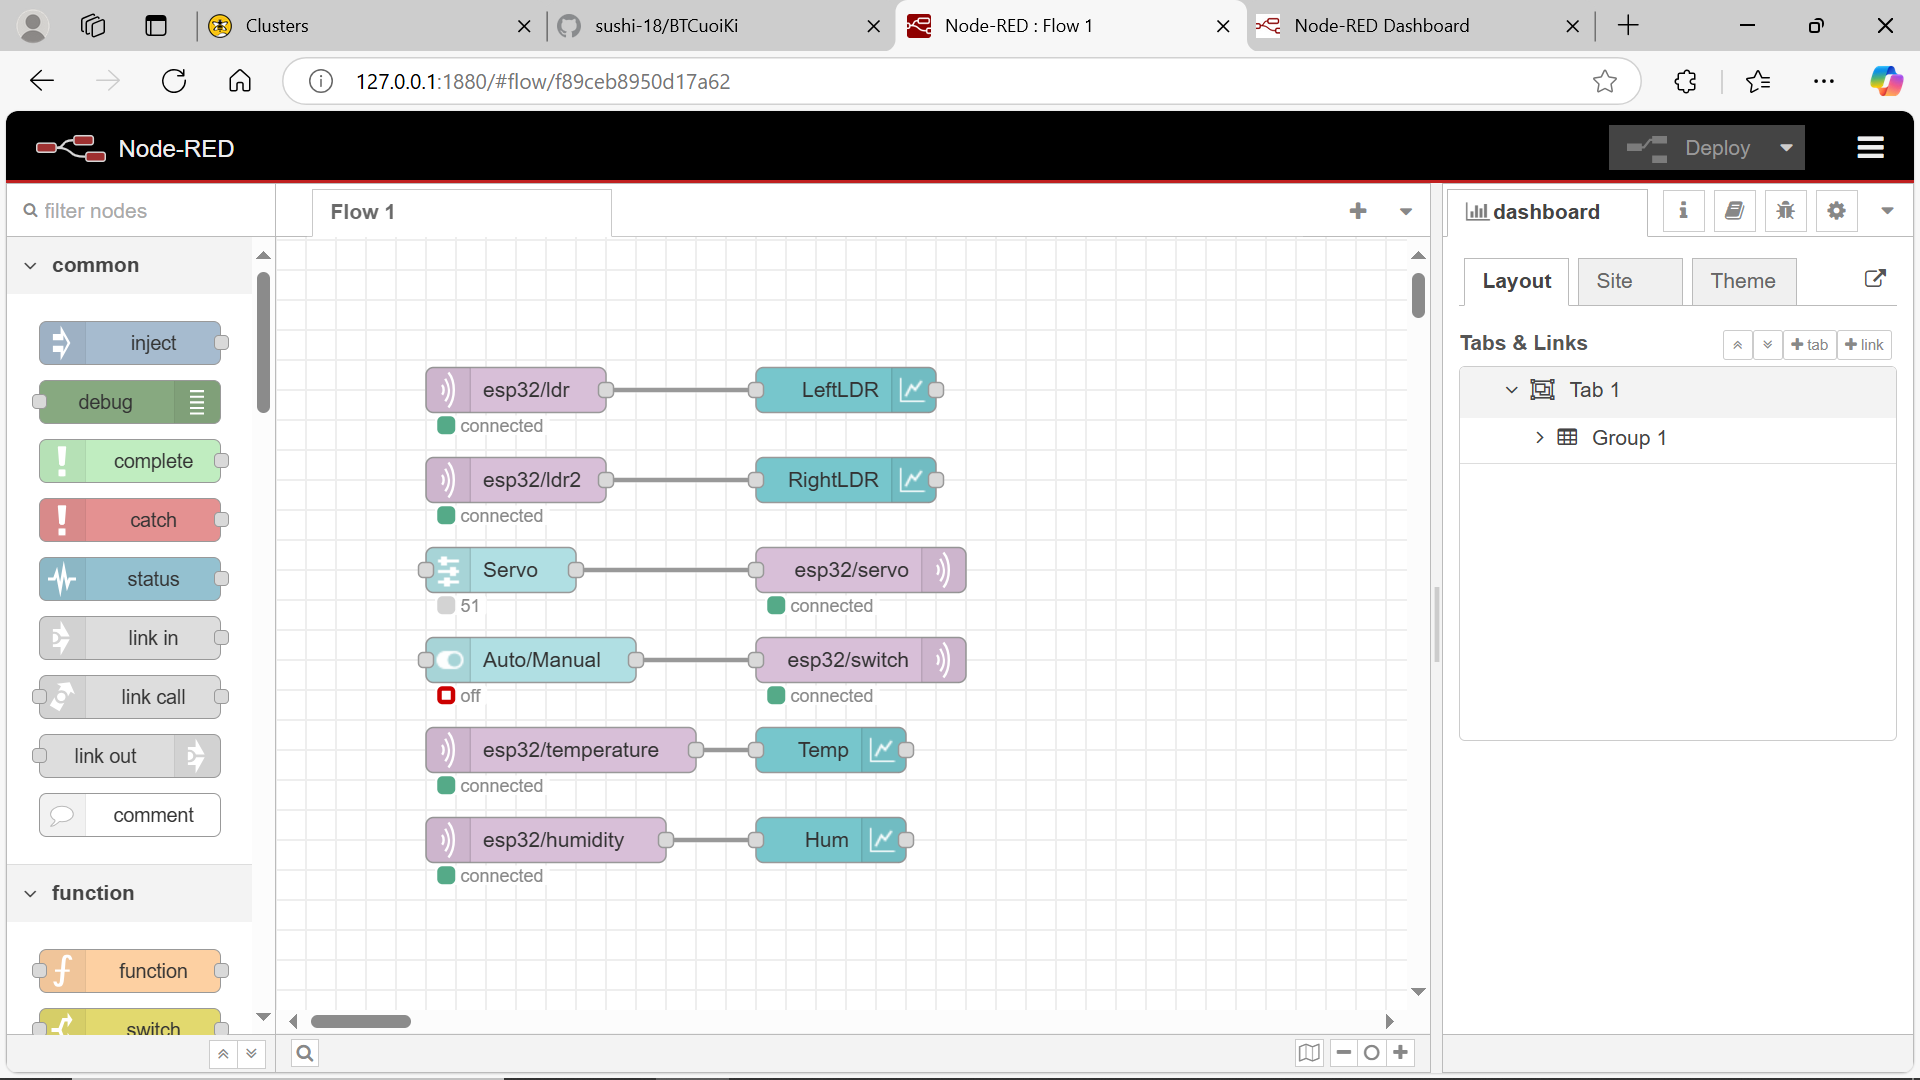 Clusters
sushi-18/BTCuoiKi
Node-RED : Flow 1
Node-RED Dashboard
127.0.0.1:1880/#flow/f89ceb8950d17a62
Node-RED
Deploy
filter nodes
Flow 1
dashboard
common
Layout
Site
Theme
Tabs & Links
tab
link
Tab 1
Group 1
inject
debug
complete
catch
status
link in
link call
link out
comment
function
function
switch
esp32/ldr
LeftLDR
connected
esp32/ldr2
RightLDR
connected
Servo
esp32/servo
51
connected
Auto/Manual
esp32/switch
off
connected
esp32/temperature
Temp
connected
esp32/humidity
Hum
connected